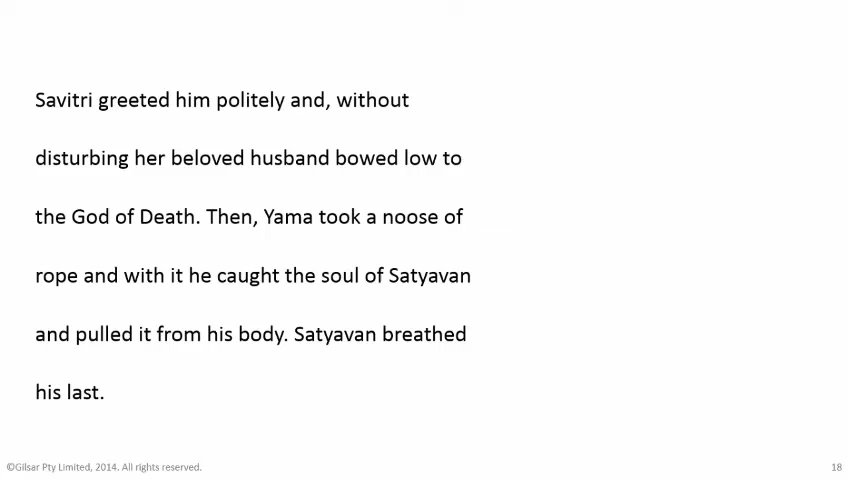 Savitri greeted him politely and, without
disturbing her beloved husband bowed low to
the God of Death. Then, Yama took a noose of
rope and with it he caught the soul of Satyavan
and pulled it from his body. Satyavan breathed
his last.
©Gilsar Pty Limited, 2014. All rights reserved.
18